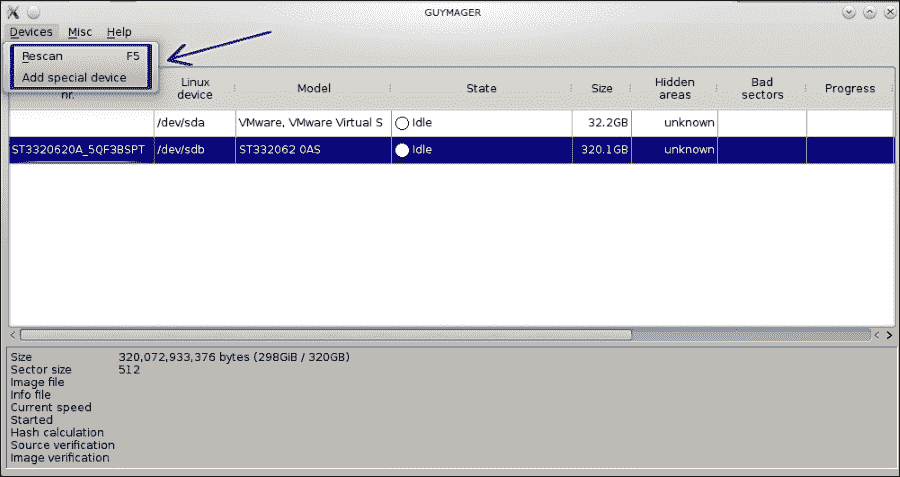 GUYMAGER
Devices Misc Help
Rescan F5
Add special device
nr. Linux device Model State Size Hidden areas Bad sectors Progress
/dev/sda VMware, VMware Virtual S Idle 32.2GB unknown
ST3320620A_5QF3BSPT /dev/sdb ST332062 0AS Idle 320.1GB unknown
Size 320,072,933,376 bytes (298GiB / 320GB)
Sector size 512
Image file
Info file
Current speed
Started
Hash calculation
Source verification
Image verification